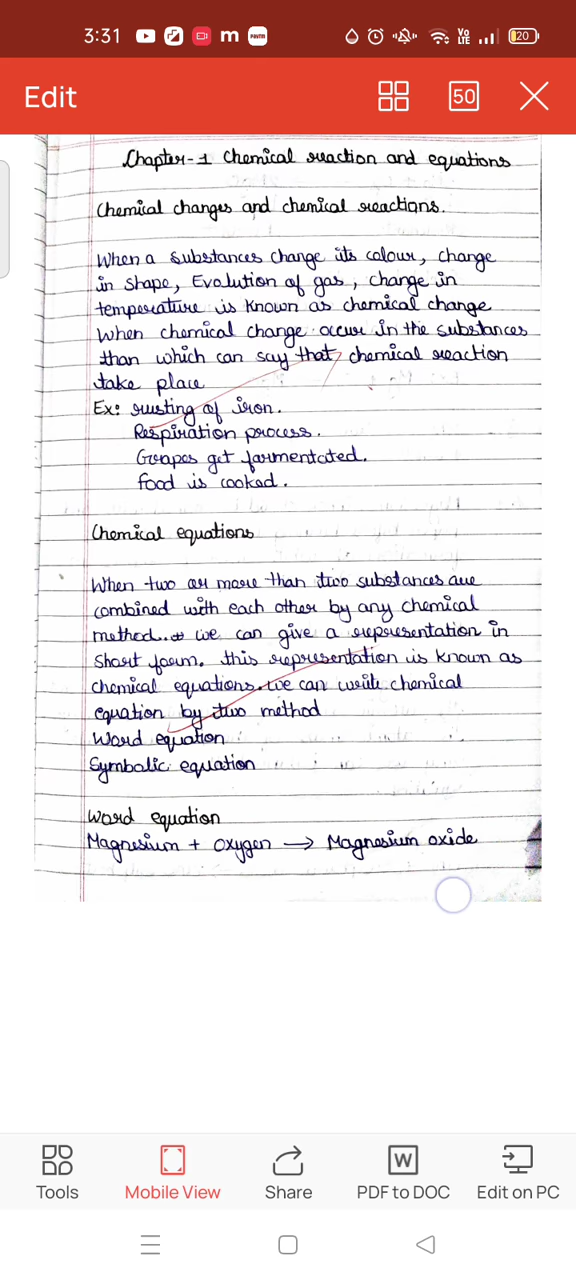 3:31 m Paytm Vo LTE 20
Edit 50
Chapter-1 Chemical reaction and equations
Chemical changes and chemical reactions.
When a substances change its colour, change
in shape, Evolution of gas, change in
temperature is known as chemical change
When chemical change occur in the substances
than which can say that, chemical reaction
take place
Ex: rusting of iron.
Respiration process.
Grapes get farmentated.
Food is cooked.
Chemical equations
When two or more than two substances are
combined with each other by any chemical
method.. we can give a representation in
short form. this representation is known as
chemical equations. we can write chemical
equation by two method
Word equation
Symbolic equation
Word equation
Magnesium + oxygen → Magnesium oxide
Tools Mobile View Share PDF to DOC Edit on PC